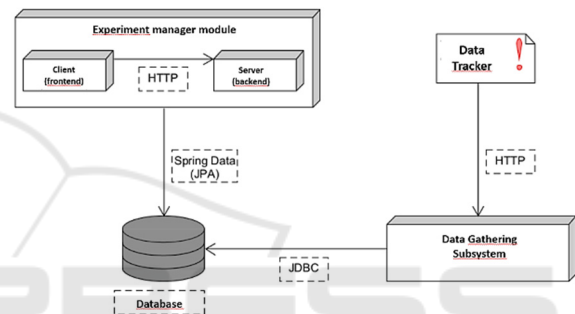 Experiment manager module
Client
{frontend}
HTTP
Server
{backend}
Data
Tracker
Spring Data
(JPA)
HTTP
Data Gathering
Subsystem
JDBC
Database